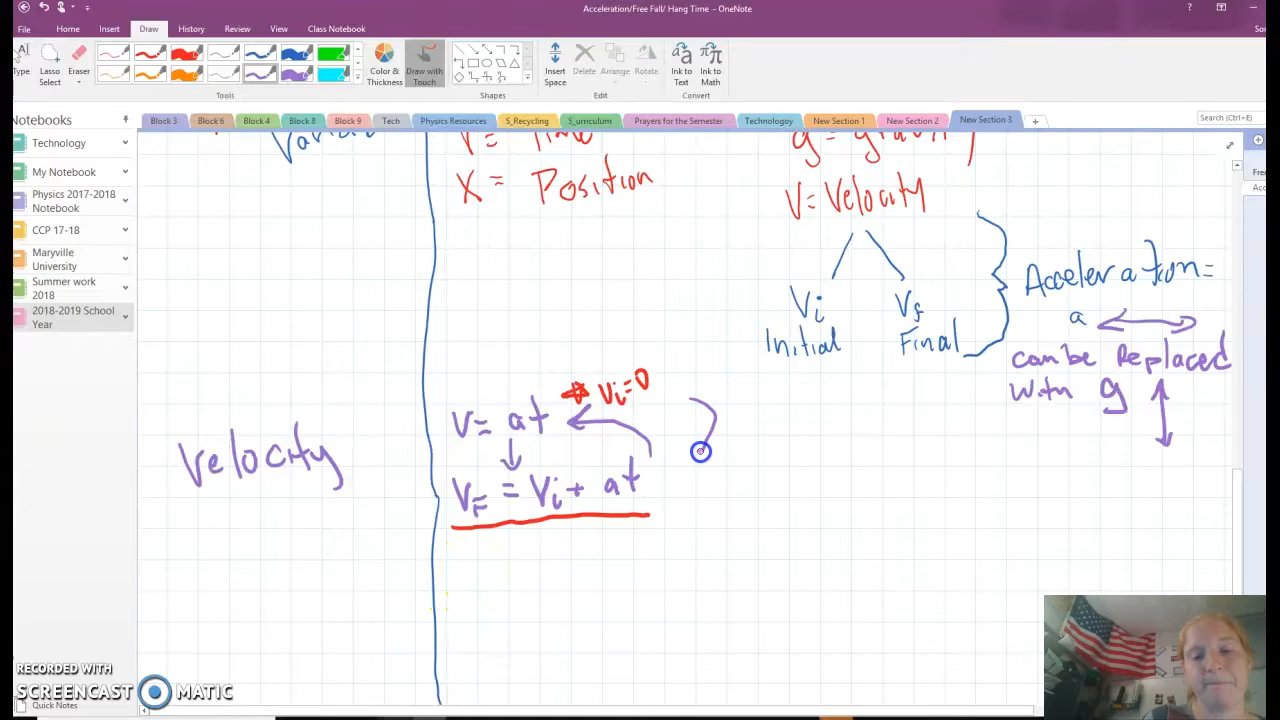 Acceleration/Free Fall/ Hang Time - OneNote
File Home Insert Draw History Review View Class Notebook
Type Lasso Select Eraser Color & Thickness Draw with Touch Insert Space Delete Arrange Rotate Ink to Text Ink to Math
Tools Shapes Edit Convert
Notebooks
Block 3 Block 6 Block 4 Block 8 Block 9 Tech Physics Resources S_Recycling S_urriculum Prayers for the Semester Technologoy New Section 1 New Section 2 New Section 3
Search (Ctrl+E)
Technology
My Notebook
Physics 2017-2018 Notebook
CCP 17-18
Maryville University
Summer work 2018
2018-2019 School Year
Quick Notes
g = gravity
X = Position
V = Velocity
Vi Initial
Vf Final
Acceleration =
a
can be Replaced
with g
Velocity
V = at
* Vi = 0
VF = Vi + at
RECORDED WITH
SCREENCAST MATIC